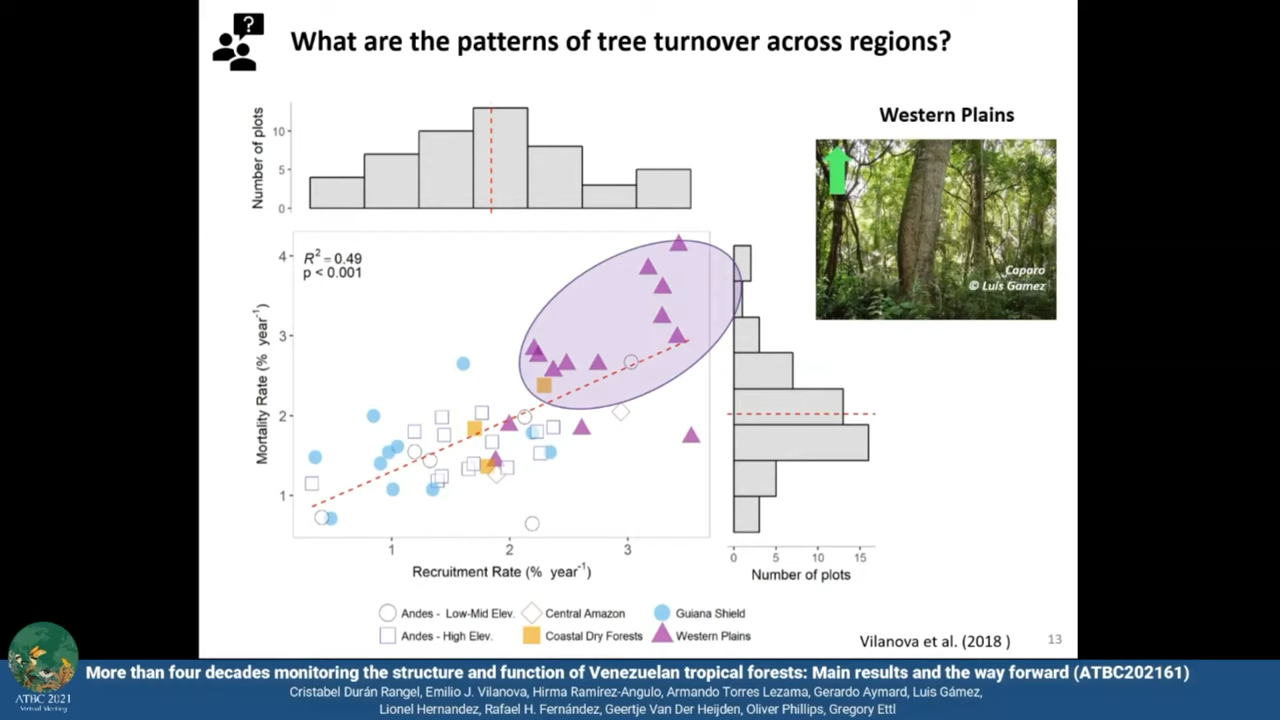 ?
What are the patterns of tree turnover across regions?
Number of plots
10
5
0
Western Plains
Caparo
© Luis Gamez
R² = 0.49
p < 0.001
Mortality Rate (% year⁻¹)
4
3
2
1
1 2 3
Recruitment Rate (% year⁻¹)
0 5 10 15
Number of plots
Andes - Low-Mid Elev. Central Amazon Guiana Shield
Andes - High Elev. Coastal Dry Forests Western Plains
Vilanova et al. (2018 )
13
ATBC 2021
Virtual Meeting
More than four decades monitoring the structure and function of Venezuelan tropical forests: Main results and the way forward (ATBC202161)
Cristabel Durán Rangel, Emilio J. Vilanova, Hirma Ramírez-Angulo, Armando Torres Lezama, Gerardo Aymard, Luis Gámez,
Lionel Hernandez, Rafael H. Fernández, Geertje Van Der Heijden, Oliver Phillips, Gregory Ettl